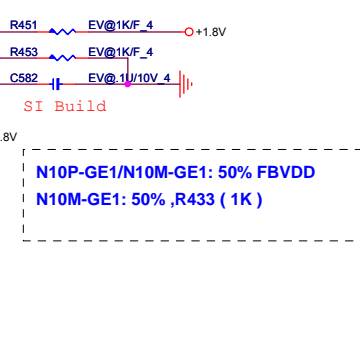 R451 EV@1K/F_4 +1.8V
R453 EV@1K/F_4
C582 EV@.1U/10V_4
SI Build
.8V
N10P-GE1/N10M-GE1: 50% FBVDD
N10M-GE1: 50% ,R433 ( 1K )